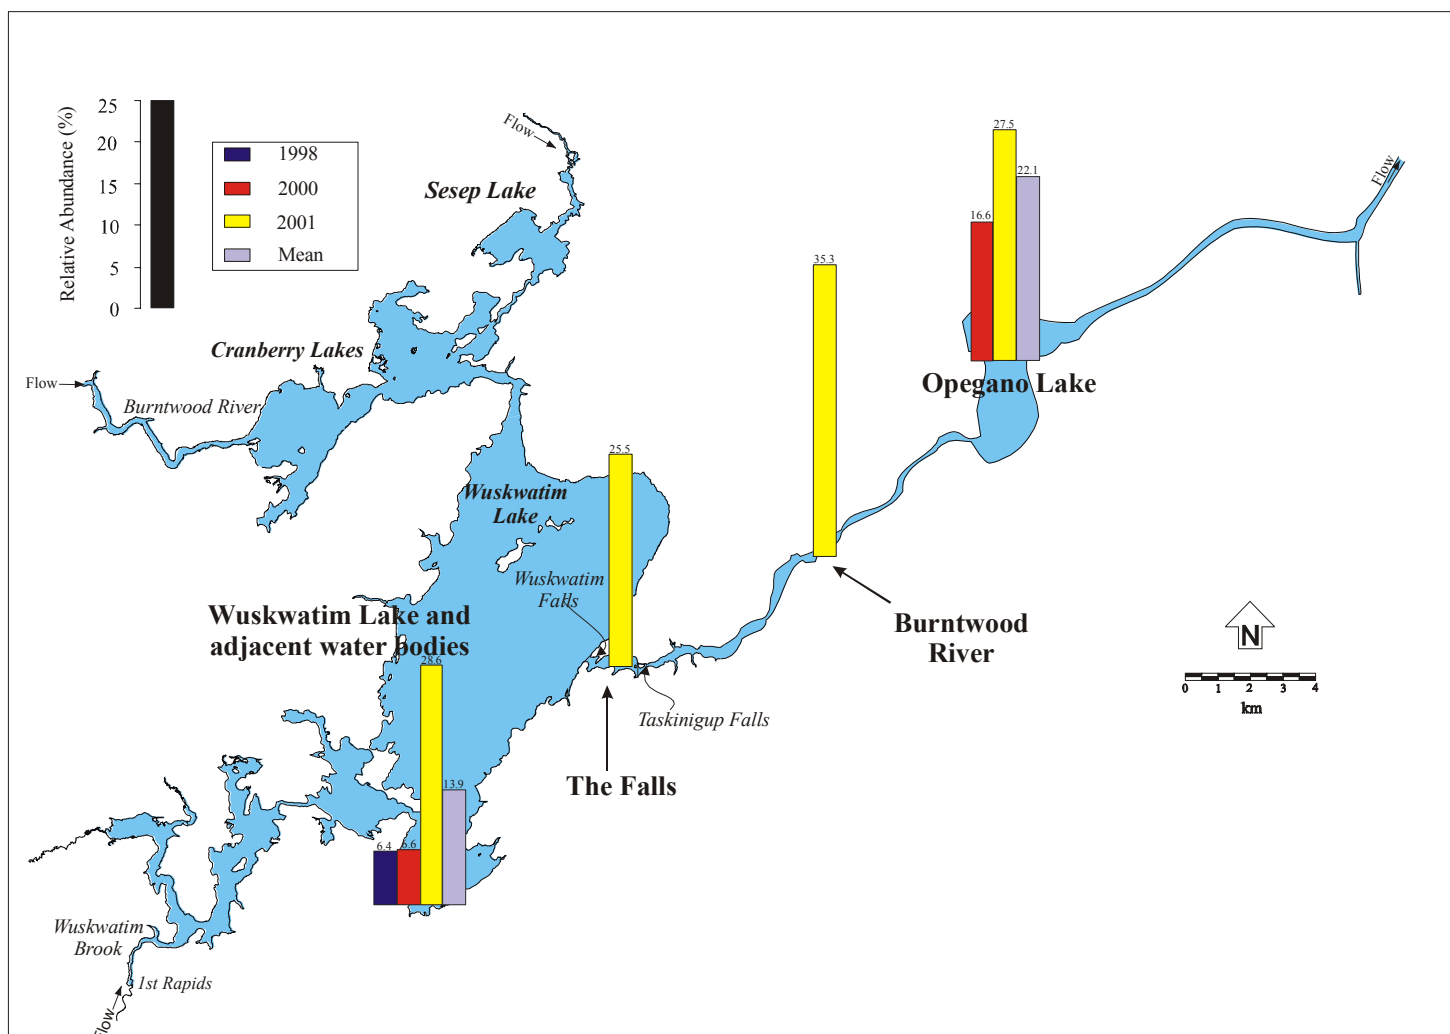 Relative Abundance (%)
25
20
15
10
5
0
1998
2000
2001
Mean
Flow
Sesep Lake
Cranberry Lakes
Flow
Burntwood River
27.5
22.1
16.6
Flow
Opegano Lake
35.3
25.5
Wuskwatim
Lake
Wuskwatim
Falls
Wuskwatim Lake and
adjacent water bodies
28.6
Burntwood
River
N
0 1 2 3 4
km
Taskinigup Falls
The Falls
13.9
6.4
6.6
Wuskwatim
Brook
1st Rapids
Flow